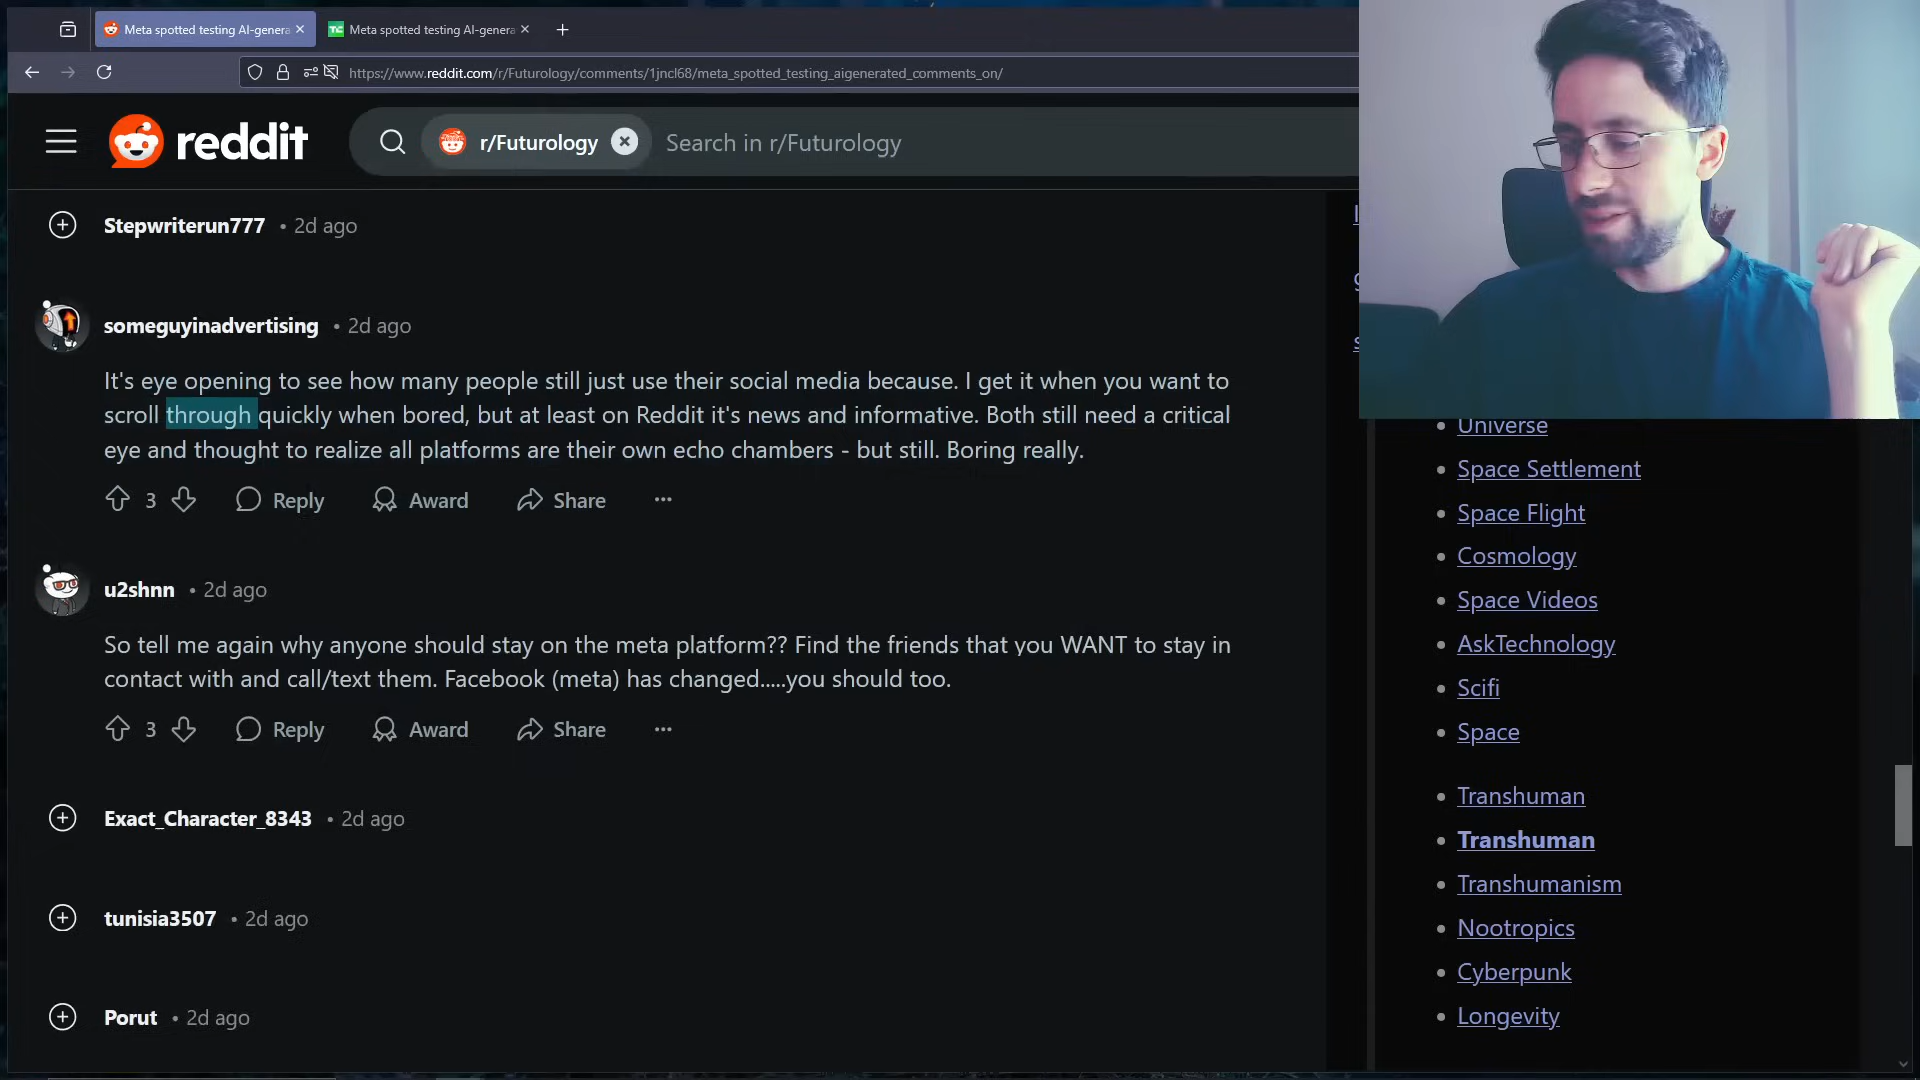 Meta spotted testing AI-genera
TC Meta spotted testing AI-genera
https://www.reddit.com/r/Futurology/comments/1jncl68/meta_spotted_testing_aigenerated_comments_on/
reddit
r/Futurology
Search in r/Futurology
Stepwriterun777 • 2d ago
someguyinadvertising • 2d ago
It's eye opening to see how many people still just use their social media because. I get it when you want to
scroll through quickly when bored, but at least on Reddit it's news and informative. Both still need a critical
eye and thought to realize all platforms are their own echo chambers - but still. Boring really.
3 Reply Award Share
u2shnn • 2d ago
So tell me again why anyone should stay on the meta platform?? Find the friends that you WANT to stay in
contact with and call/text them. Facebook (meta) has changed.....you should too.
3 Reply Award Share
Exact_Character_8343 • 2d ago
tunisia3507 • 2d ago
Porut • 2d ago
Universe
Space Settlement
Space Flight
Cosmology
Space Videos
AskTechnology
Scifi
Space
Transhuman
Transhuman
Transhumanism
Nootropics
Cyberpunk
Longevity